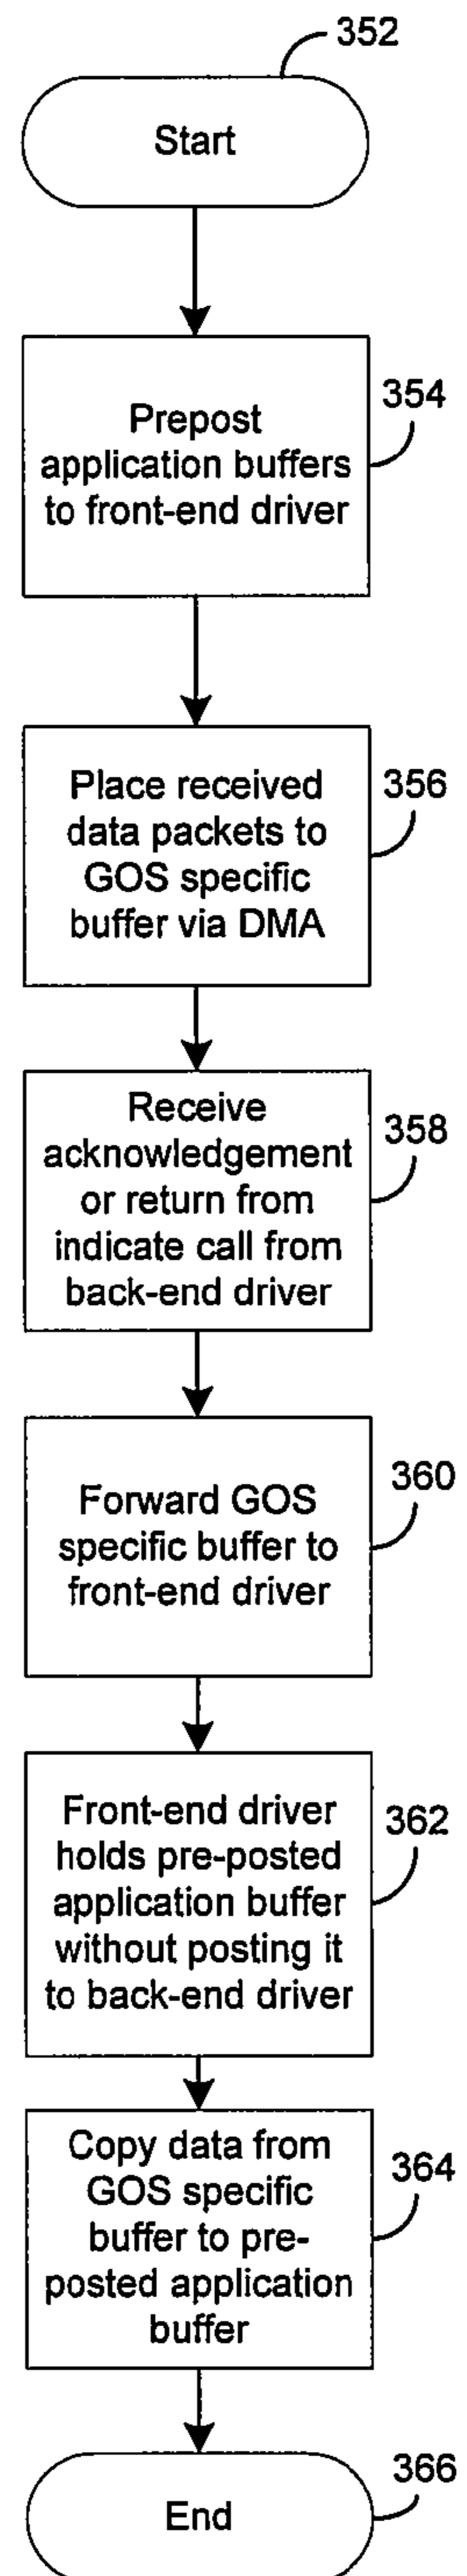 352
Start
354
Prepost
application buffers
to front-end driver
356
Place received
data packets to
GOS specific
buffer via DMA
358
Receive
acknowledgement
or return from
indicate call from
back-end driver
360
Forward GOS
specific buffer to
front-end driver
362
Front-end driver
holds pre-posted
application buffer
without posting it
to back-end driver
364
Copy data from
GOS specific
buffer to pre-
posted application
buffer
366
End